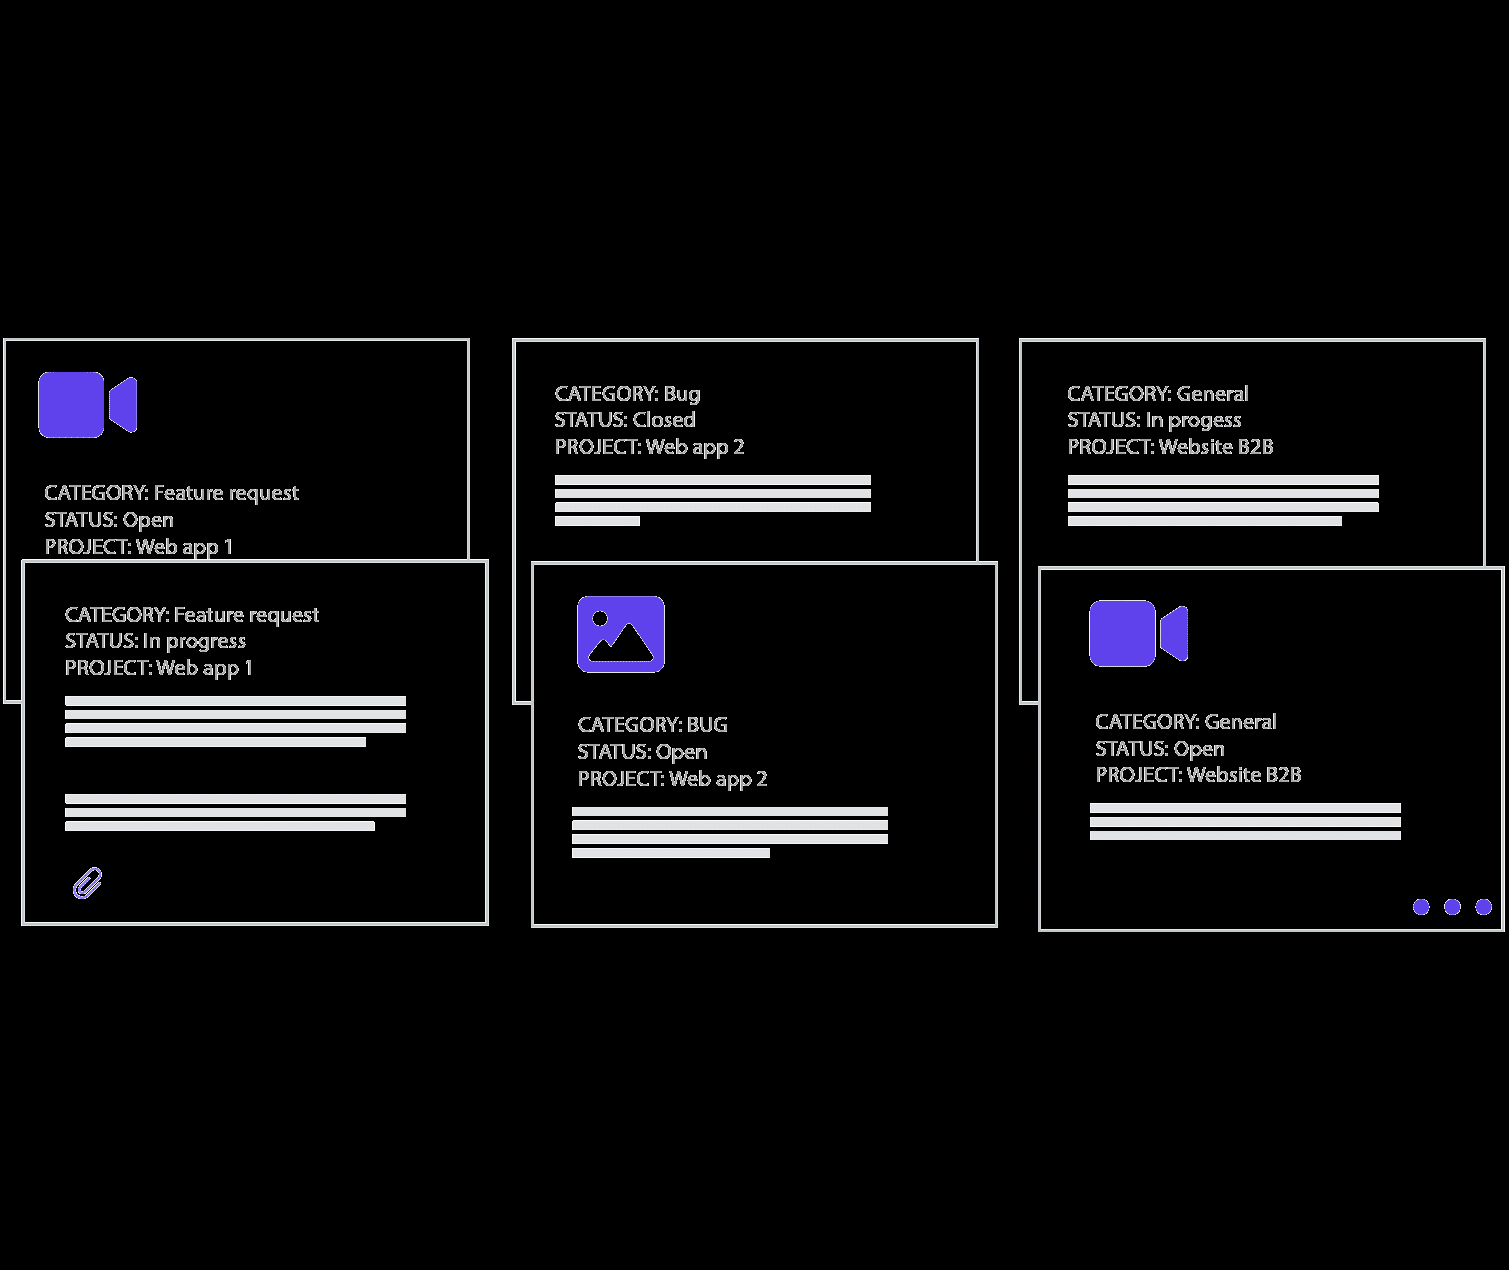 CATEGORY: Feature request
STATUS: Open
PROJECT: Web app 1
CATEGORY: Feature request
STATUS: In progress
PROJECT: Web app 1
CATEGORY: Bug
STATUS: Closed
PROJECT: Web app 2
CATEGORY: BUG
STATUS: Open
PROJECT: Web app 2
CATEGORY: General
STATUS: In progess
PROJECT: Website B2B
CATEGORY: General
STATUS: Open
PROJECT: Website B2B